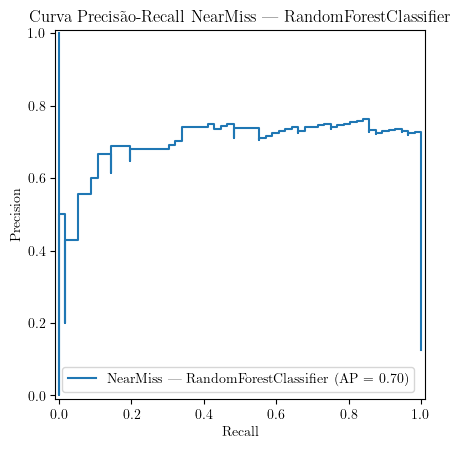 Curva Precisão-Recall NearMiss — RandomForestClassifier
1.0
0.8
0.6
0.4
0.2
0.0
Precision
NearMiss — RandomForestClassifier (AP = 0.70)
0.0 0.2 0.4 0.6 0.8 1.0
Recall